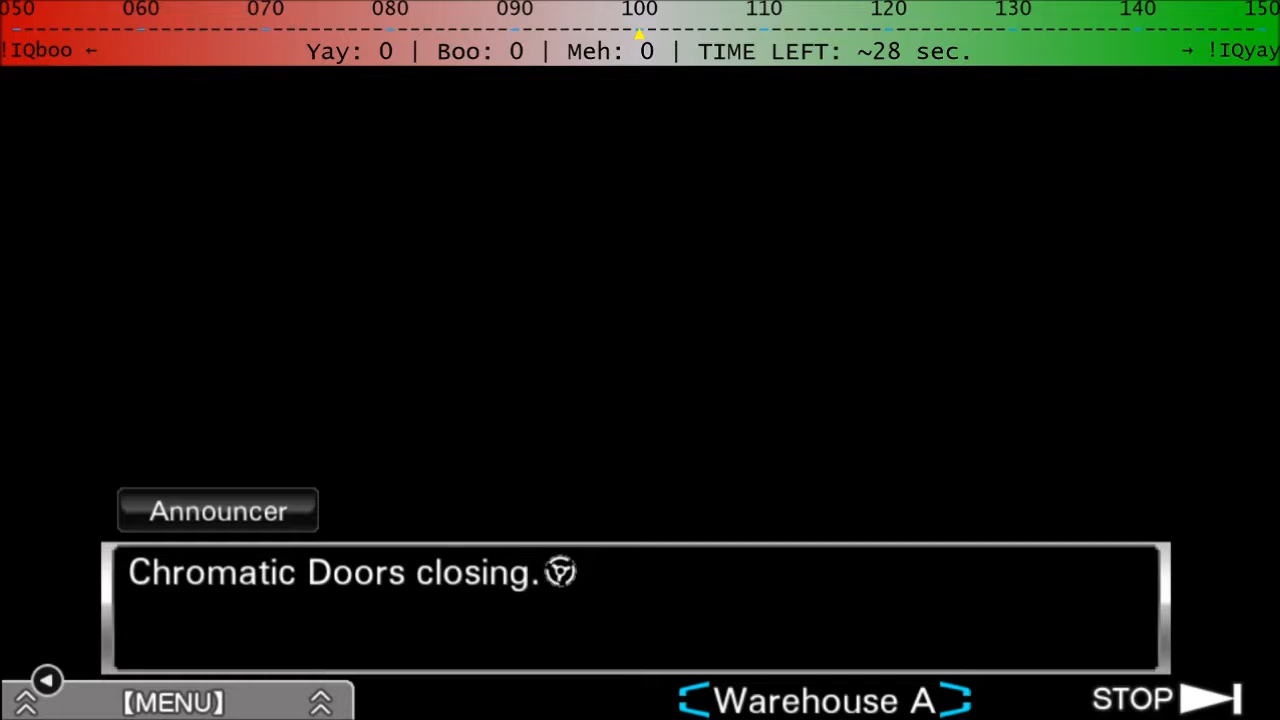 050 060 070 080 090 100 110 120 130 140 150
!IQboo ← Yay: 0 | Boo: 0 | Meh: 0 | TIME LEFT: ~28 sec. → !IQyay
Announcer
Chromatic Doors closing.
【MENU】
Warehouse A
STOP